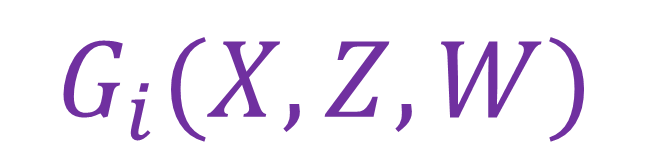 G_i(X, Z, W)